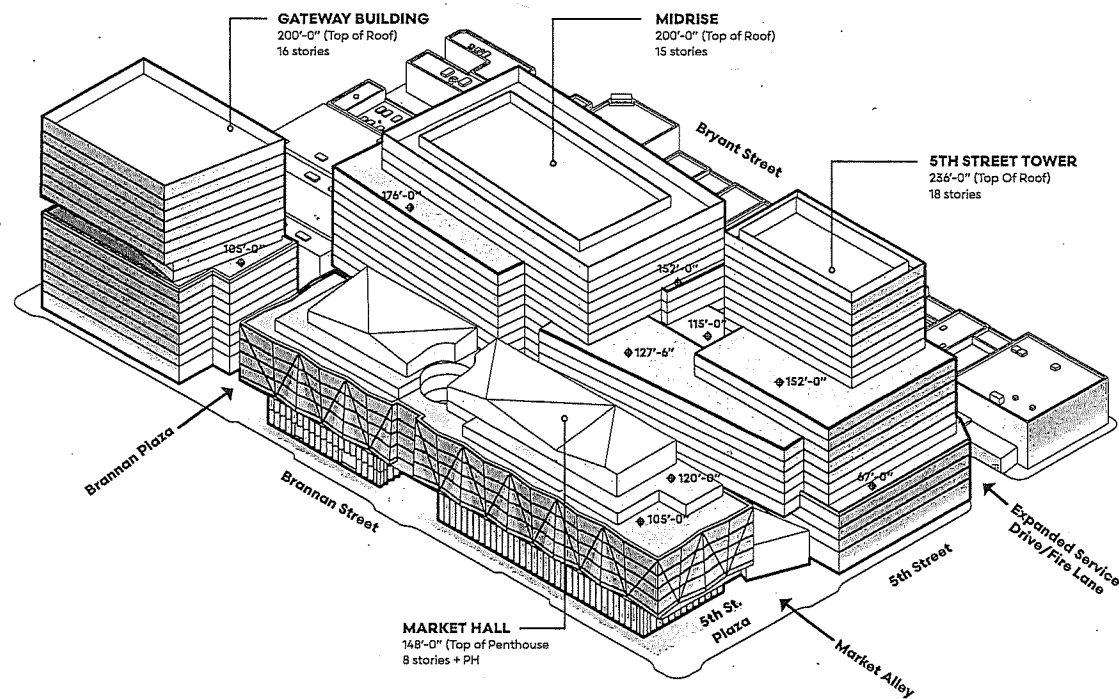 GATEWAY BUILDING
200'-0" (Top of Roof)
16 stories
MIDRISE
200'-0" (Top of Roof)
15 stories
Bryant Street
5TH STREET TOWER
236'-0" (Top Of Roof)
18 stories
176'-0"
105'-0"
152'-0"
115'-0"
127'-6"
152'-0"
67'-0"
120'-0"
105'-0"
Brannan Plaza
Brannan Street
Expanded Service
Drive/Fire Lane
5th Street
5th St.
Plaza
Market Alley
MARKET HALL
148'-0" (Top of Penthouse
8 stories + PH